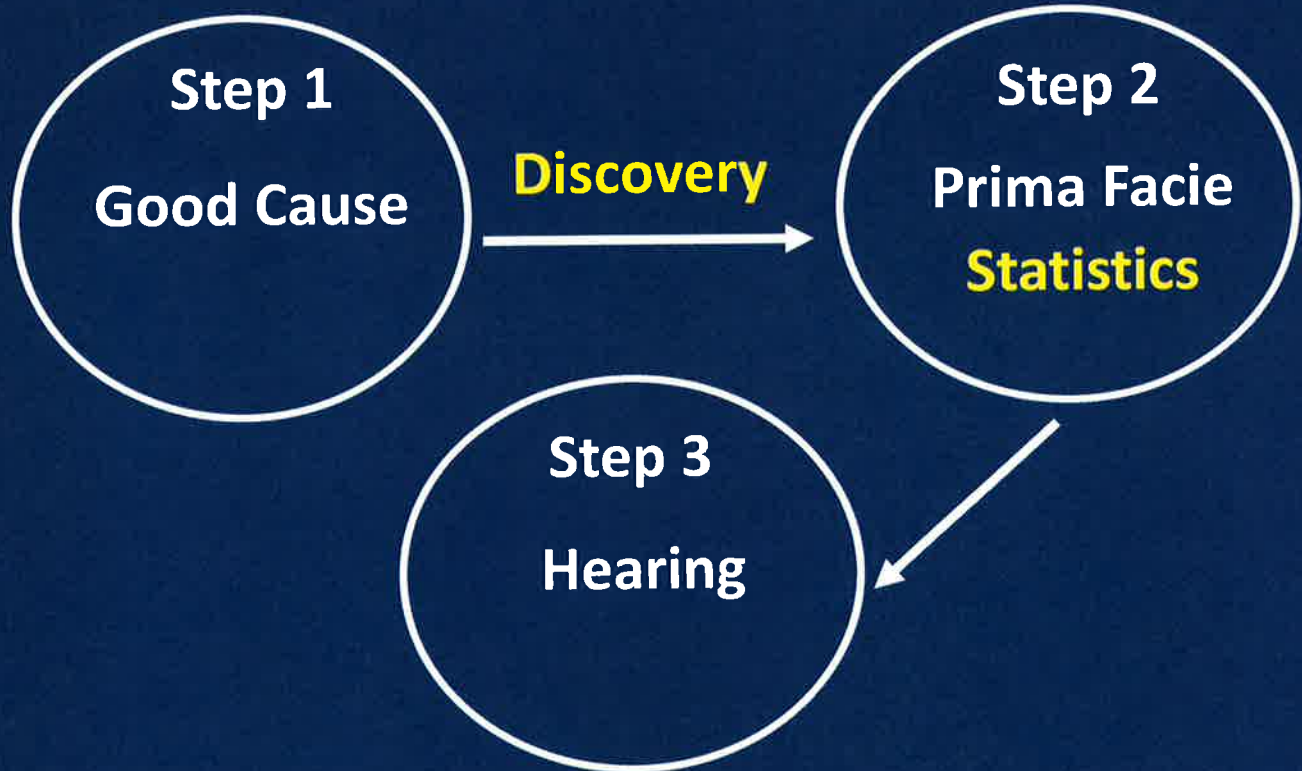 Step 1
Good Cause
Discovery
Step 2
Prima Facie
Statistics
Step 3
Hearing